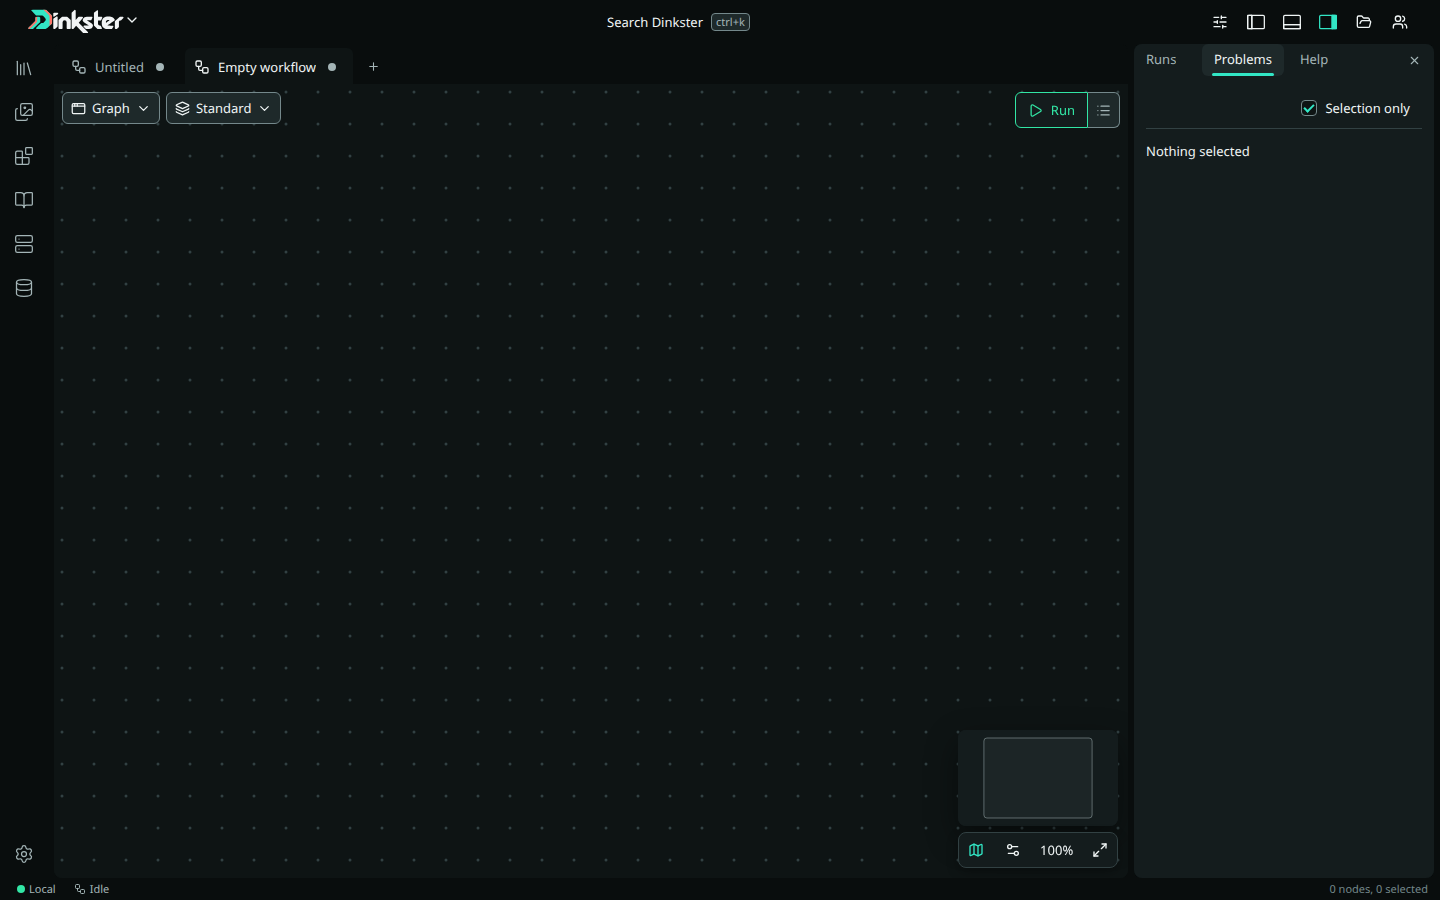 Dinkster
Search Dinkster ctrl+k
Untitled
Empty workflow
Graph
Standard
Run
Runs
Problems
Help
Selection only
Nothing selected
100%
Local
Idle
0 nodes, 0 selected